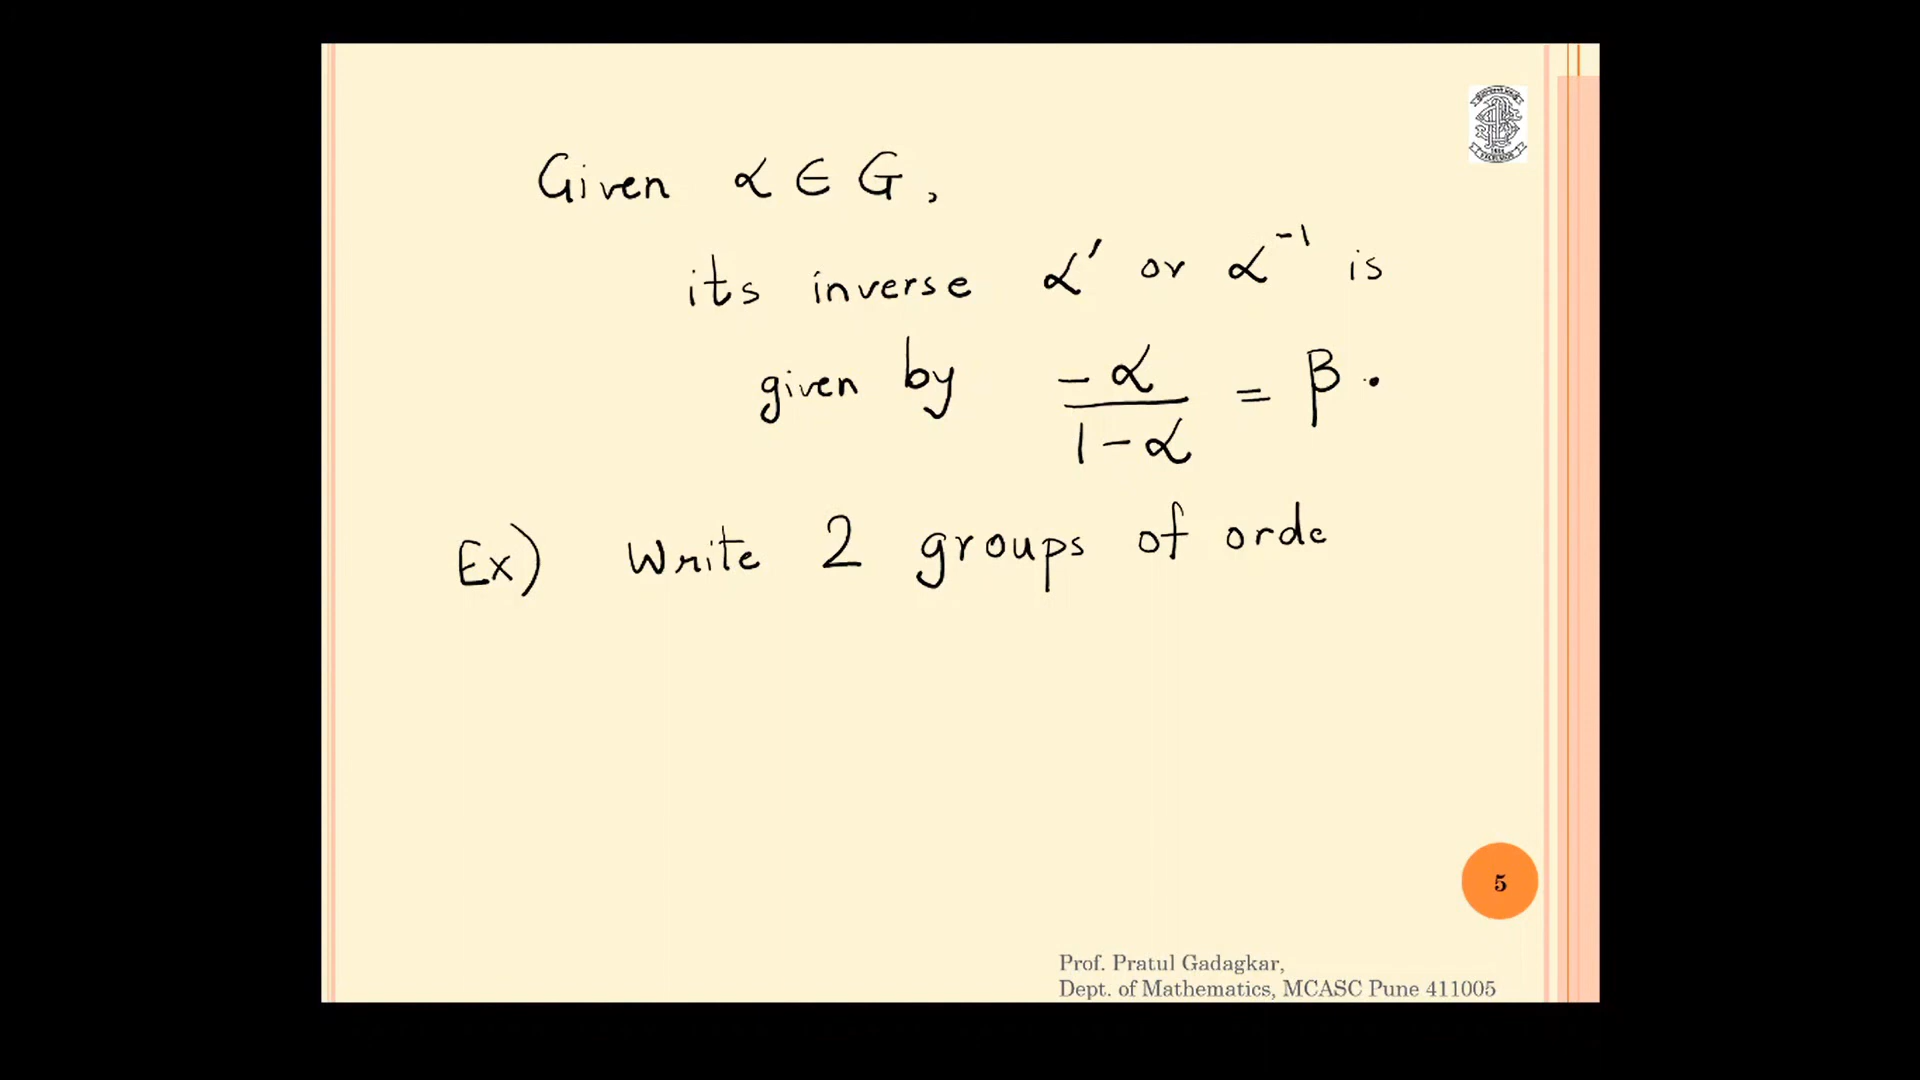 Given α ∈ G,
its inverse α' or α⁻¹ is
given by -α / 1-α = β.
Ex) Write 2 groups of orde
5
Prof. Pratul Gadagkar,
Dept. of Mathematics, MCASC Pune 411005